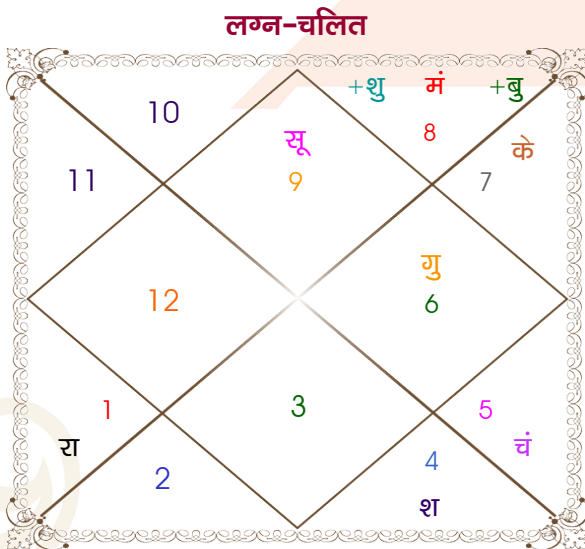 लग्न-चलित
+शु मं +बु
10 सू 8 के
11 9 7
गु
12 6
1 3 5
रा चं
2 4
श